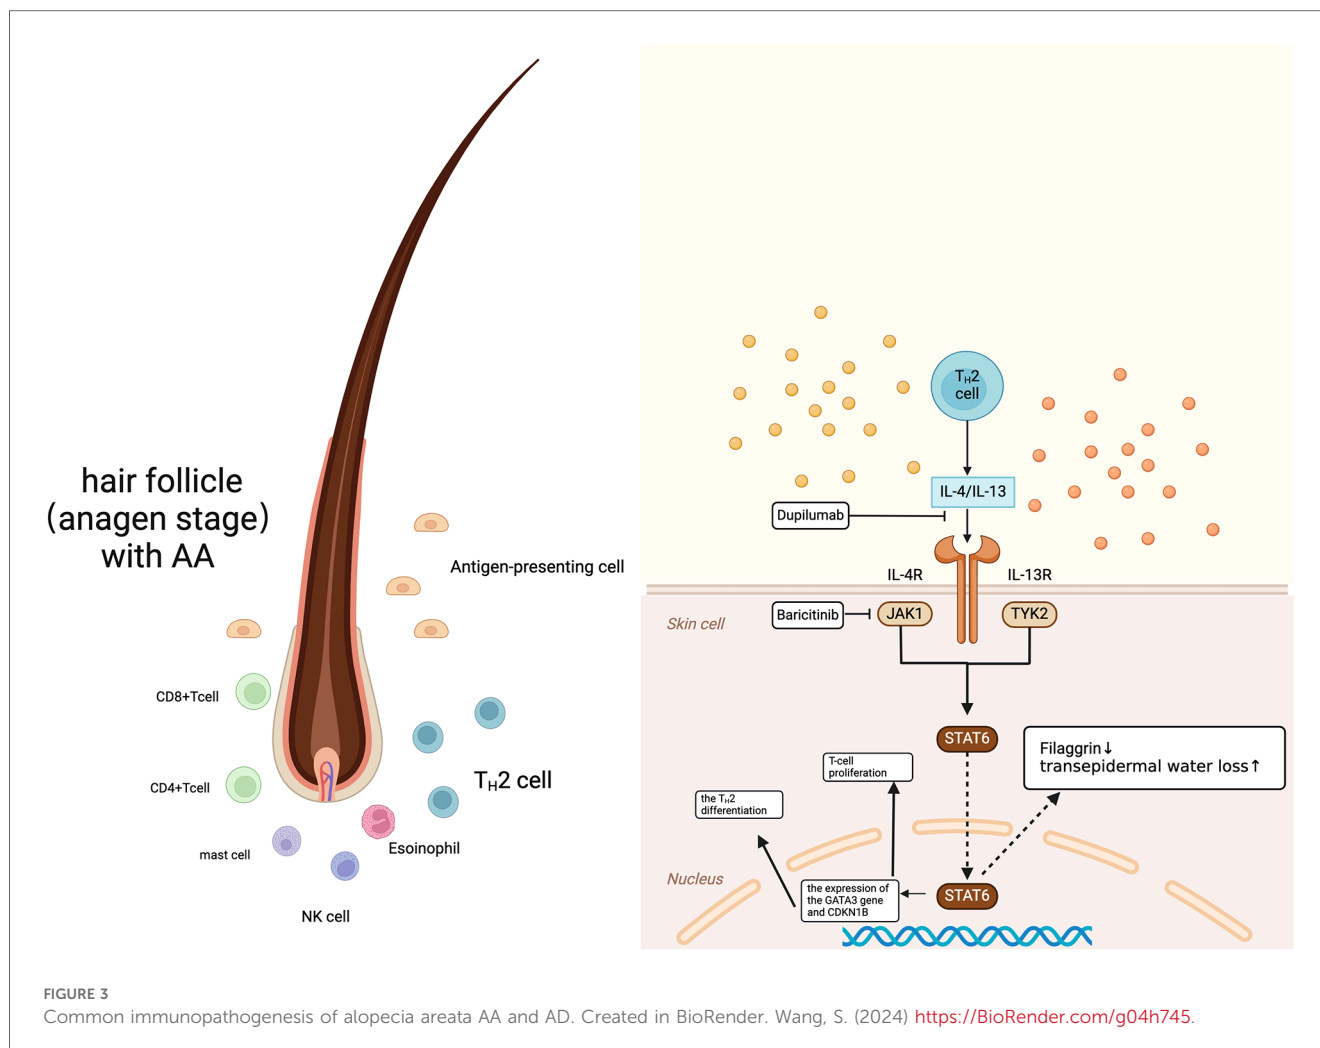 hair follicle
(anagen stage)
with AA
Antigen-presenting cell
CD8+Tcell
CD4+Tcell
TH2 cell
mast cell
Esoinophil
NK cell
TH2
cell
IL-4/IL-13
Dupilumab
IL-4R
IL-13R
Baricitinib
JAK1
TYK2
Skin cell
STAT6
Filaggrin↓
transepidermal water loss↑
T-cell
proliferation
the TH2
differentiation
Nucleus
the expression of
the GATA3 gene
and CDKN1B
STAT6
FIGURE 3
Common immunopathogenesis of alopecia areata AA and AD. Created in BioRender. Wang, S. (2024) https://BioRender.com/g04h745.